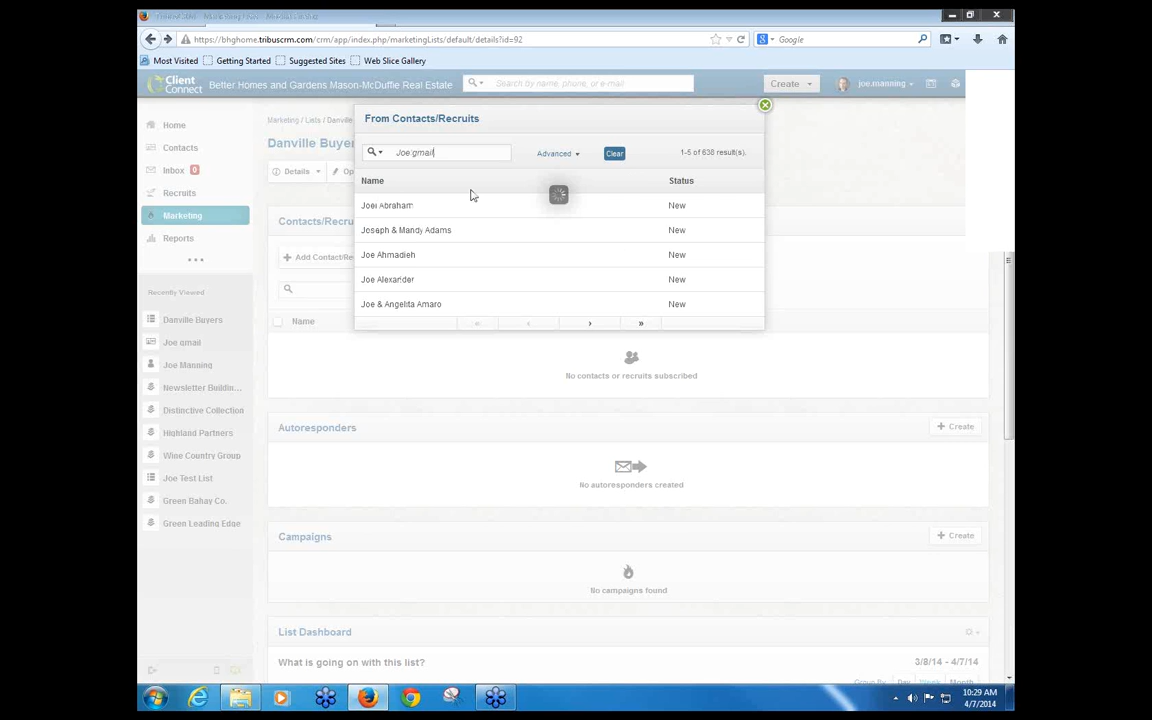 https://bhghome.tribuscrm.com/crm/app/index.php/marketingLists/default/details?id=92
Google
Most Visited
Getting Started
Suggested Sites
Web Slice Gallery
Client Connect
Better Homes and Gardens Mason-McDuffie Real Estate
Search by name, phone, or e-mail
Create
joe.manning
Home
Contacts
Inbox 0
Recruits
Marketing
Reports
Recently Viewed
Danville Buyers
Joe gmail
Joe Manning
Newsletter Buildin...
Distinctive Collection
Highland Partners
Wine Country Group
Joe Test List
Green Bahay Co.
Green Leading Edge
Marketing / Lists / Danville
Danville Buyer
Details
Op
Contacts/Recru
Add Contact/Re
Name
From Contacts/Recruits
Joe gmail
Advanced
Clear
1-5 of 638 result(s).
Name Status
Joel Abraham New
Joseph & Mandy Adams New
Joe Ahmadieh New
Joe Alexander New
Joe & Angelita Amaro New
No contacts or recruits subscribed
Autoresponders
Create
No autoresponders created
Campaigns
Create
No campaigns found
List Dashboard
What is going on with this list?
3/8/14 - 4/7/14
Group By: Day Week Month
10:29 AM
4/7/2014